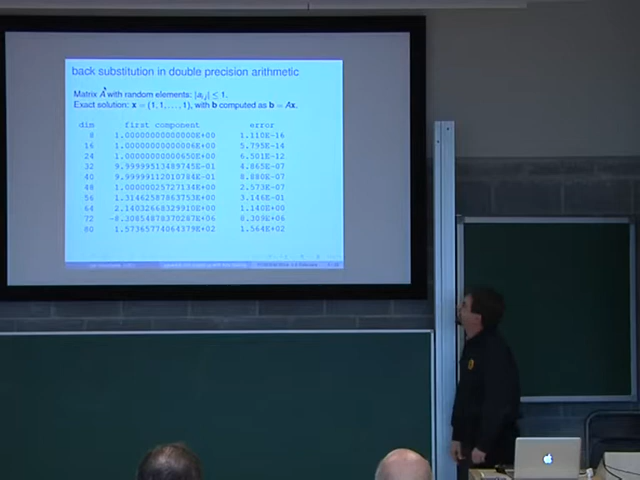 back substitution in double precision arithmetic
Matrix A with random elements: |a_{i,j}| ≤ 1.
Exact solution: x = (1, 1, . . . , 1), with b computed as b = Ax.
dim first component error
8 1.00000000000000E+00 1.110E-16
16 1.00000000000006E+00 5.795E-14
24 1.00000000000650E+00 6.501E-12
32 9.99999513489745E-01 4.865E-07
40 9.99999112010784E-01 8.880E-07
48 1.00000025727134E+00 2.573E-07
56 1.31462587863753E+00 3.146E-01
64 2.14032668329910E+00 1.140E+00
72 -8.30854878370287E+06 8.309E+06
80 1.57365774064379E+02 1.564E+02